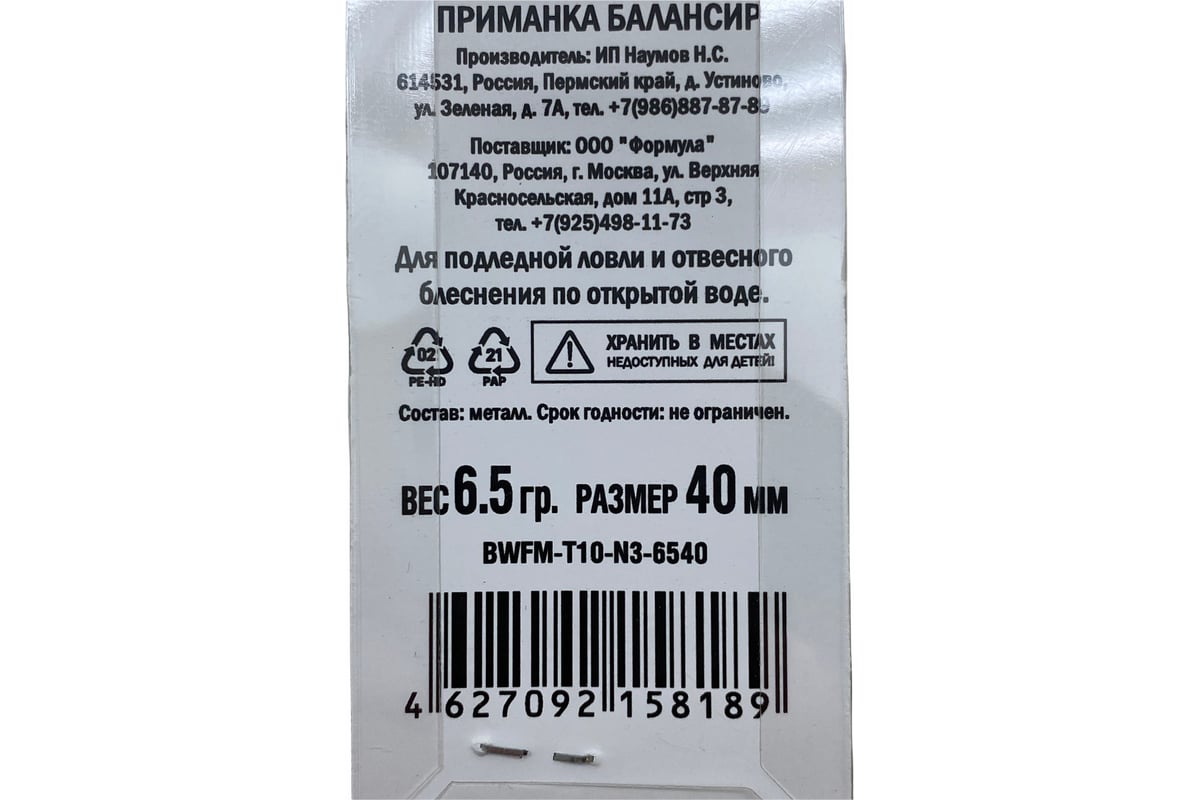 ПРИМАНКА БАЛАНСИР
Производитель: ИП Наумов Н.С.
614531, Россия, Пермский край, д. Устиново,
ул. Зеленая, д. 7А, тел. +7(986)887-87-89
Поставщик: ООО "Формула"
107140, Россия, г. Москва, ул. Верхняя
Красносельская, дом 11А, стр 3,
тел. +7(925)498-11-73
Для подледной ловли и отвесного
блеснения по открытой воде.
02
PE-HD
21
PAP
ХРАНИТЬ В МЕСТАХ
НЕДОСТУПНЫХ ДЛЯ ДЕТЕЙ!
Состав: металл. Срок годности: не ограничен.
ВЕС 6.5 гр. РАЗМЕР 40 мм
BWFM-T10-N3-6540
4 627092 158189